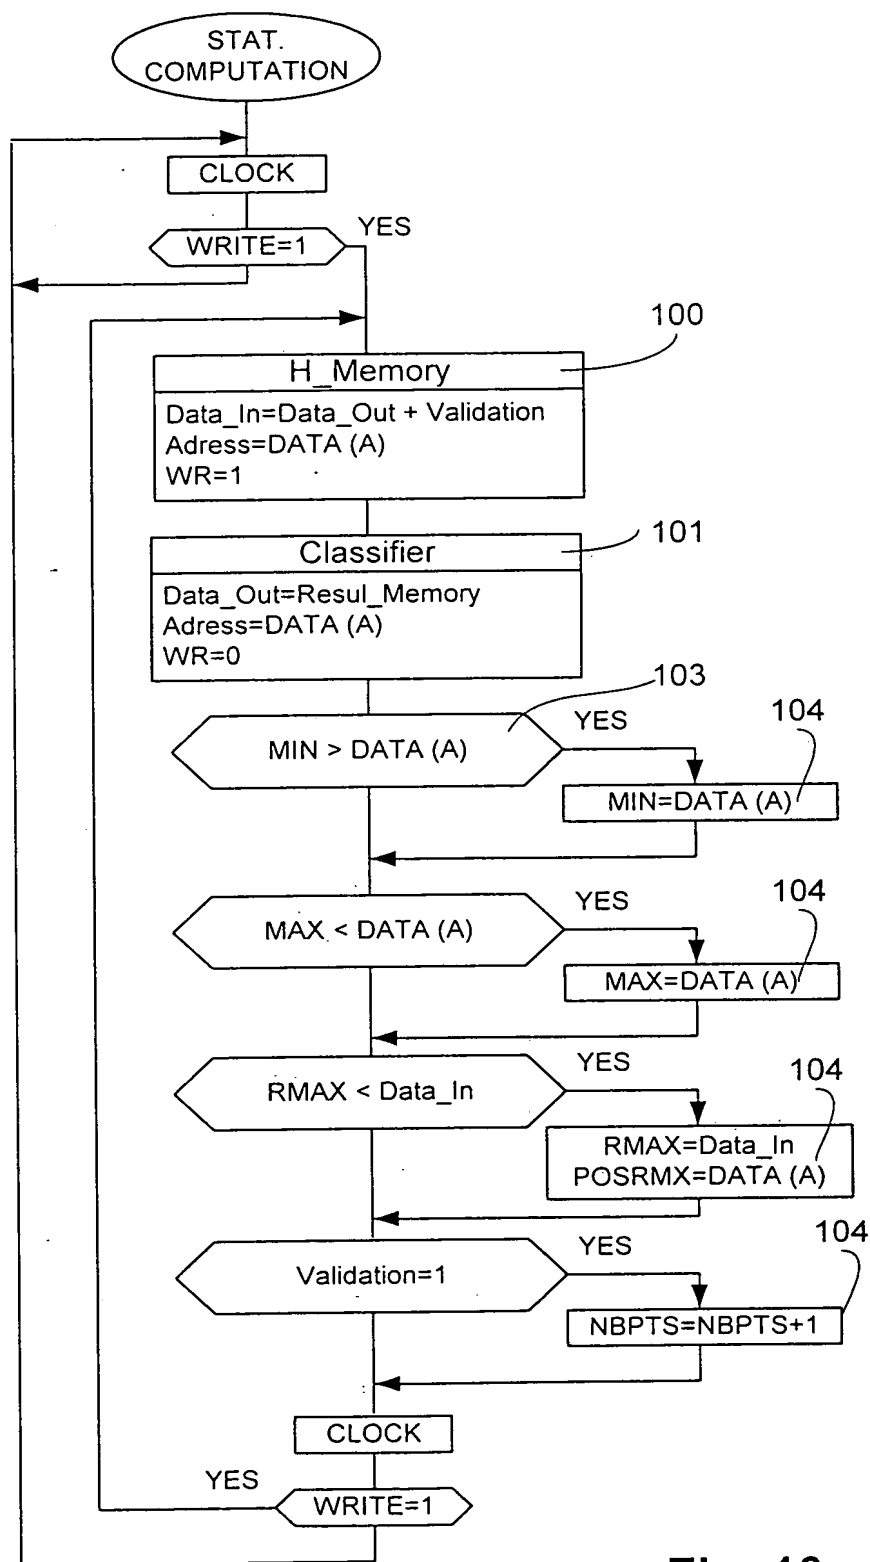 STAT.
COMPUTATION
CLOCK
WRITE=1
YES
100
H_Memory
Data_In=Data_Out + Validation
Adress=DATA (A)
WR=1
101
Classifier
Data_Out=Resul_Memory
Adress=DATA (A)
WR=0
103
MIN > DATA (A)
YES
104
MIN=DATA (A)
MAX < DATA (A)
YES
104
MAX=DATA (A)
RMAX < Data_In
YES
104
RMAX=Data_In
POSRMX=DATA (A)
Validation=1
YES
104
NBPTS=NBPTS+1
CLOCK
YES
WRITE=1